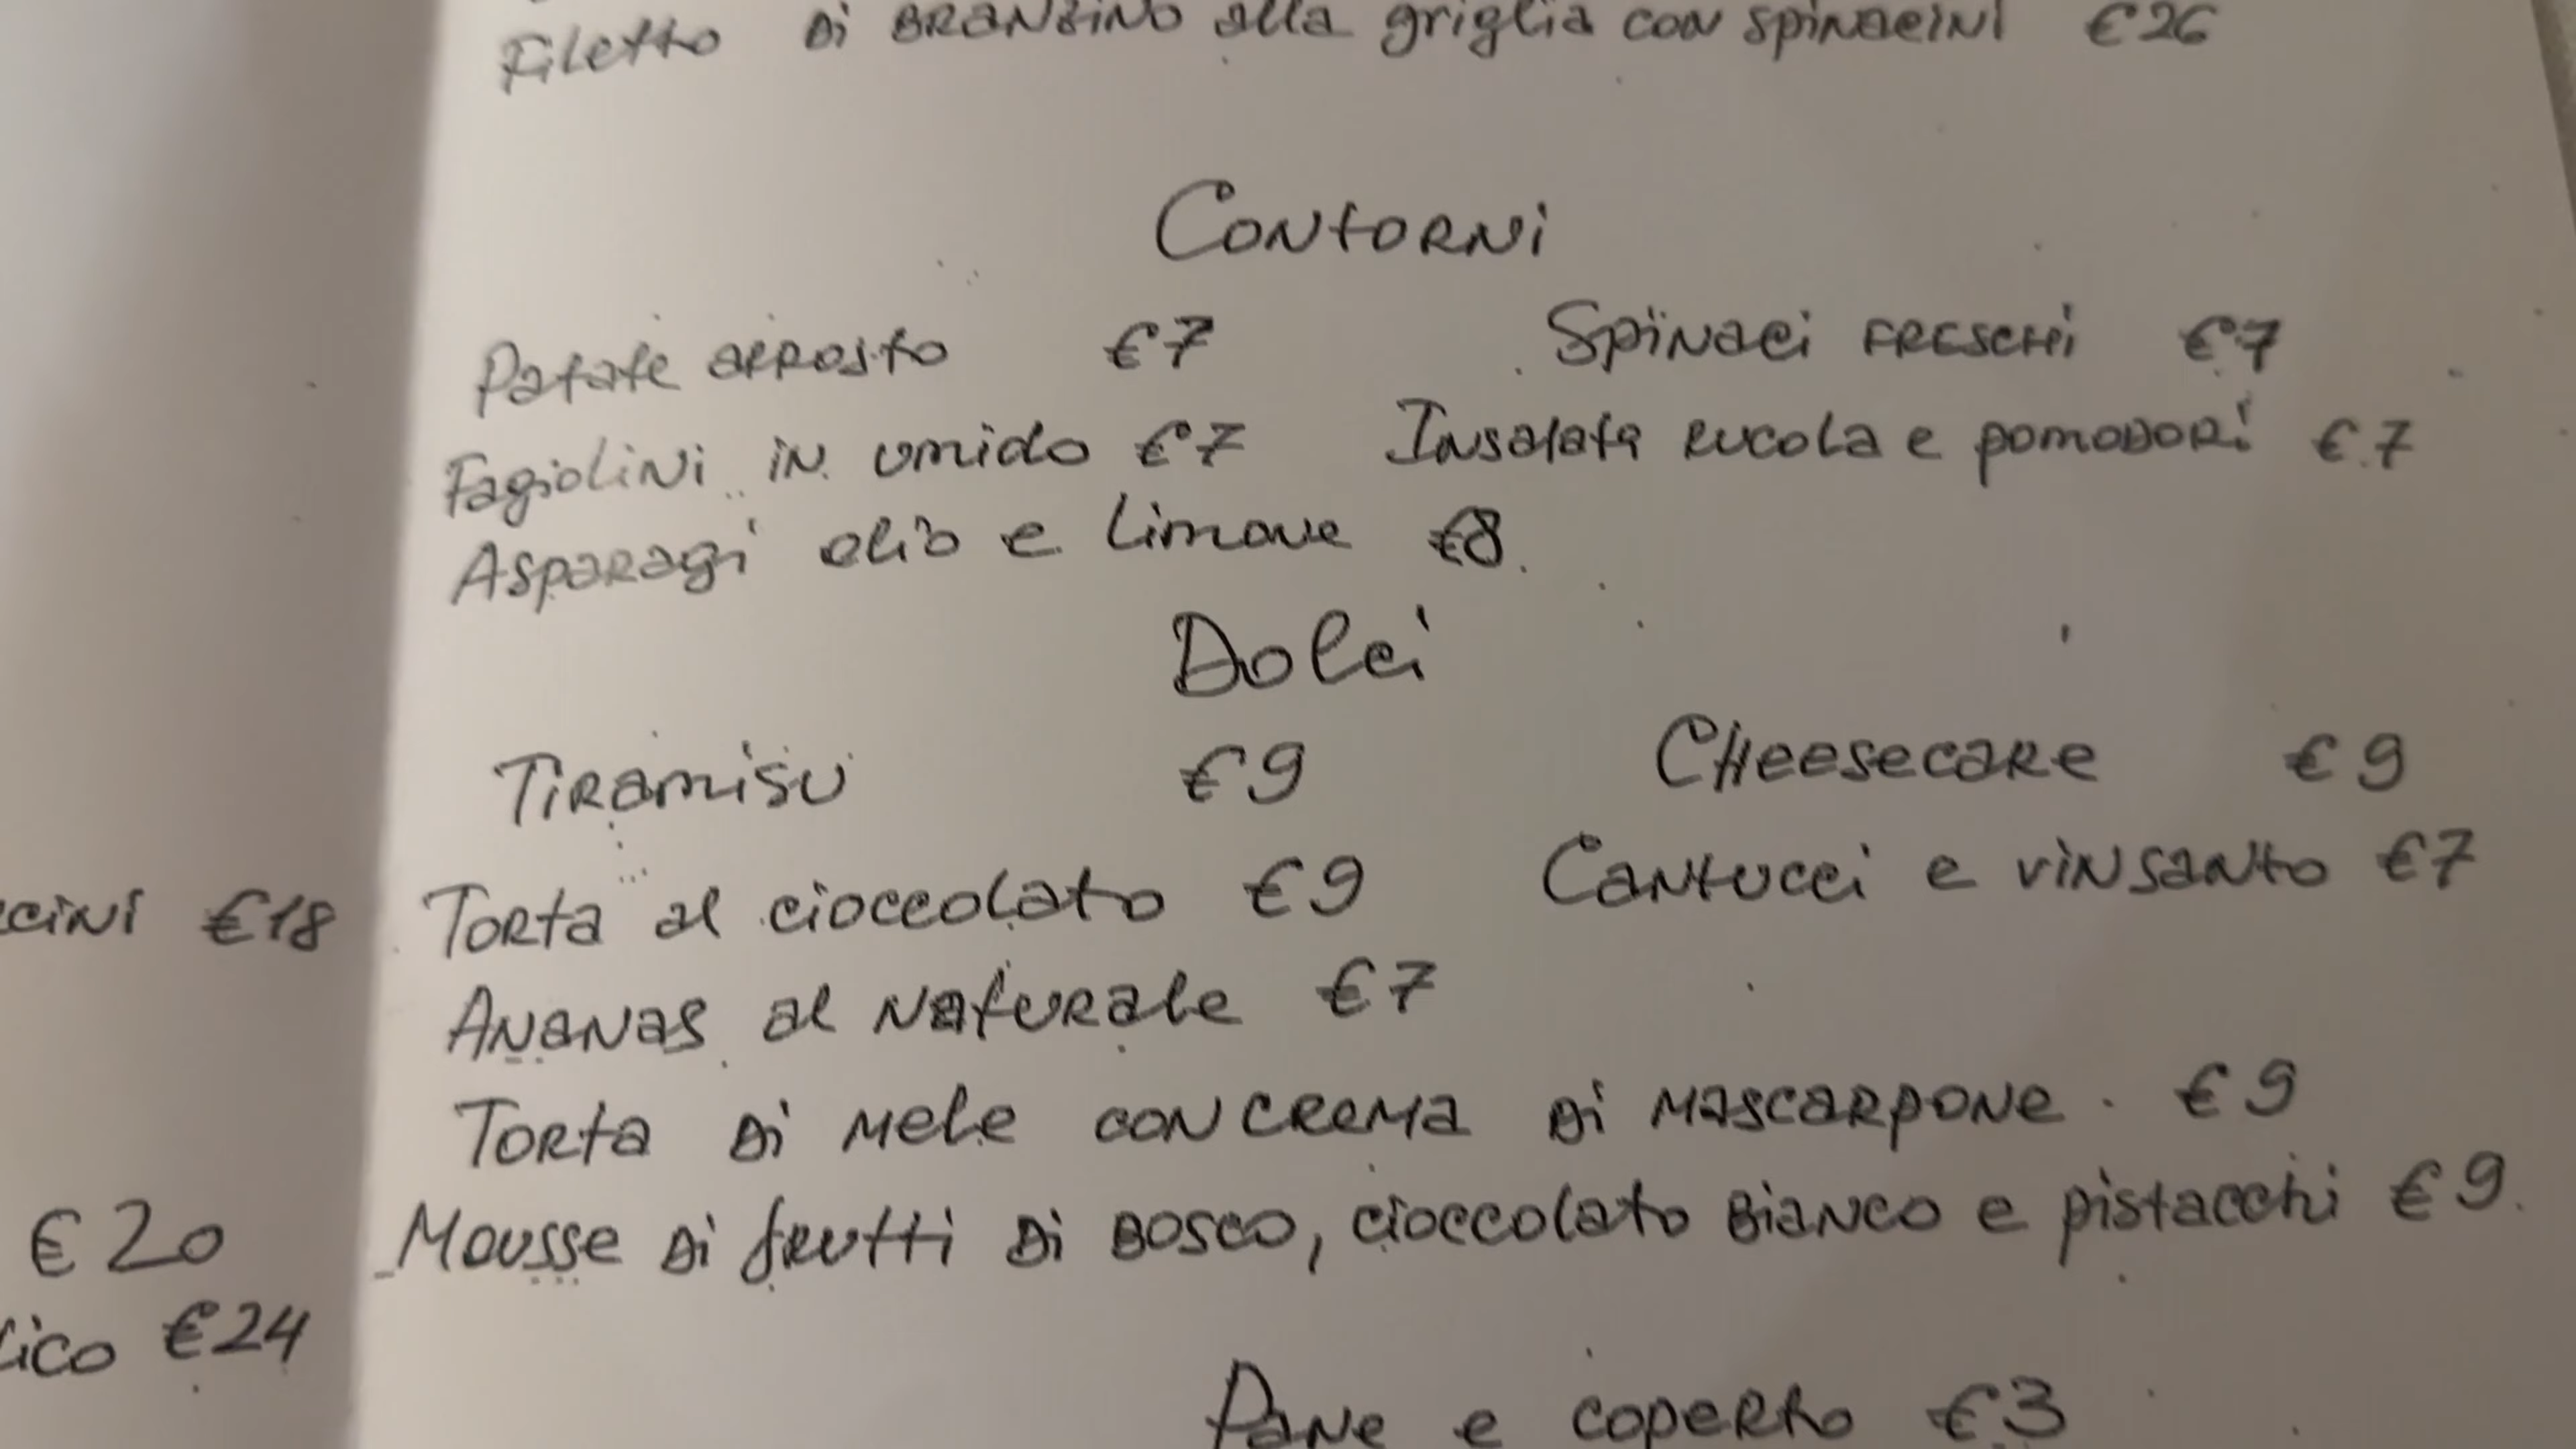 Filetto di Branzino alla griglia con spinacini €26
Contorni
Patate arrosto €7 Spinaci freschi €7
Fagiolini in umido €7 Insalata rucola e pomodori €7
Asparagi olio e limone €8
Dolci
Tiramisu €9 Cheesecake €9
Torta al cioccolato €9 Cantucci e vinsanto €7
Ananas al naturale €7
Torta di mele con crema di mascarpone €9
Mousse di frutti di bosco, cioccolato bianco e pistacchi €9
Pane e coperto €3
€18
€20
€24